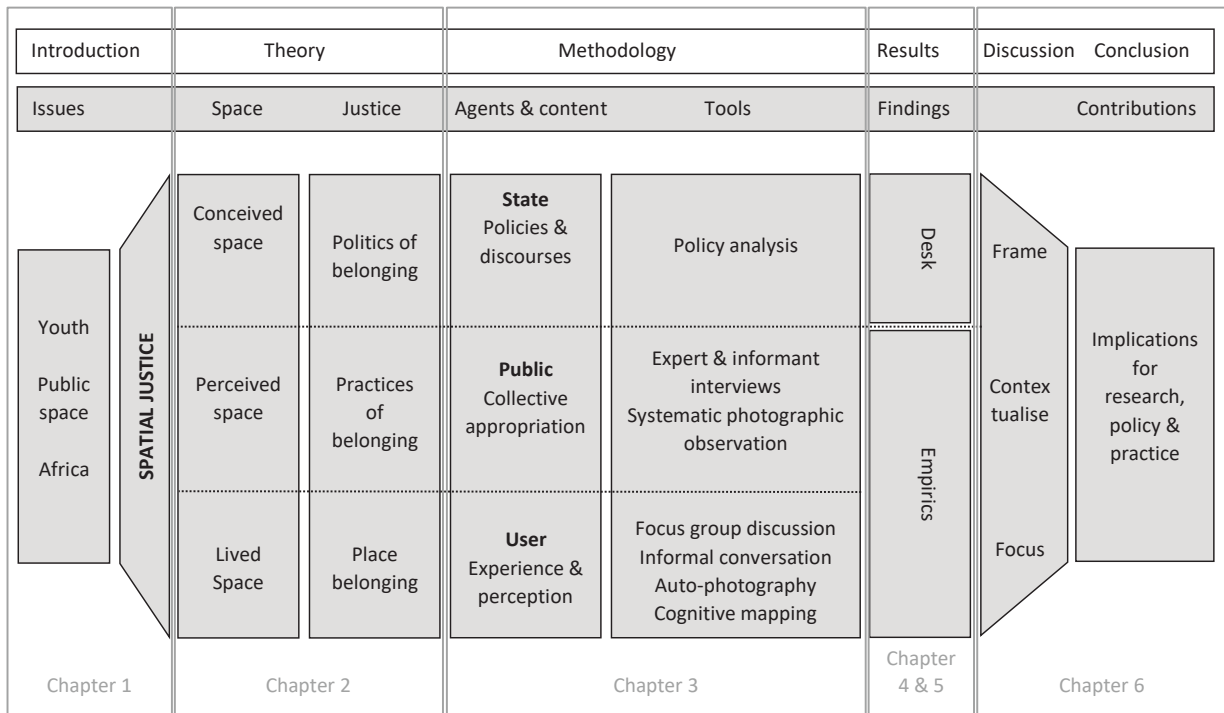 Introduction
Theory
Methodology
Results
Discussion
Conclusion
Issues
Space
Justice
Agents & content
Tools
Findings
Contributions
Youth
Public
space
Africa
SPATIAL JUSTICE
Conceived
space
Politics of
belonging
State
Policies &
discourses
Policy analysis
Desk
Frame
Perceived
space
Practices
of
belonging
Public
Collective
appropriation
Expert & informant
interviews
Systematic photographic
observation
Empirics
Contex
tualise
Implications
for
research,
policy &
practice
Lived
Space
Place
belonging
User
Experience &
perception
Focus group discussion
Informal conversation
Auto-photography
Cognitive mapping
Focus
Chapter 1
Chapter 2
Chapter 3
Chapter
4 & 5
Chapter 6